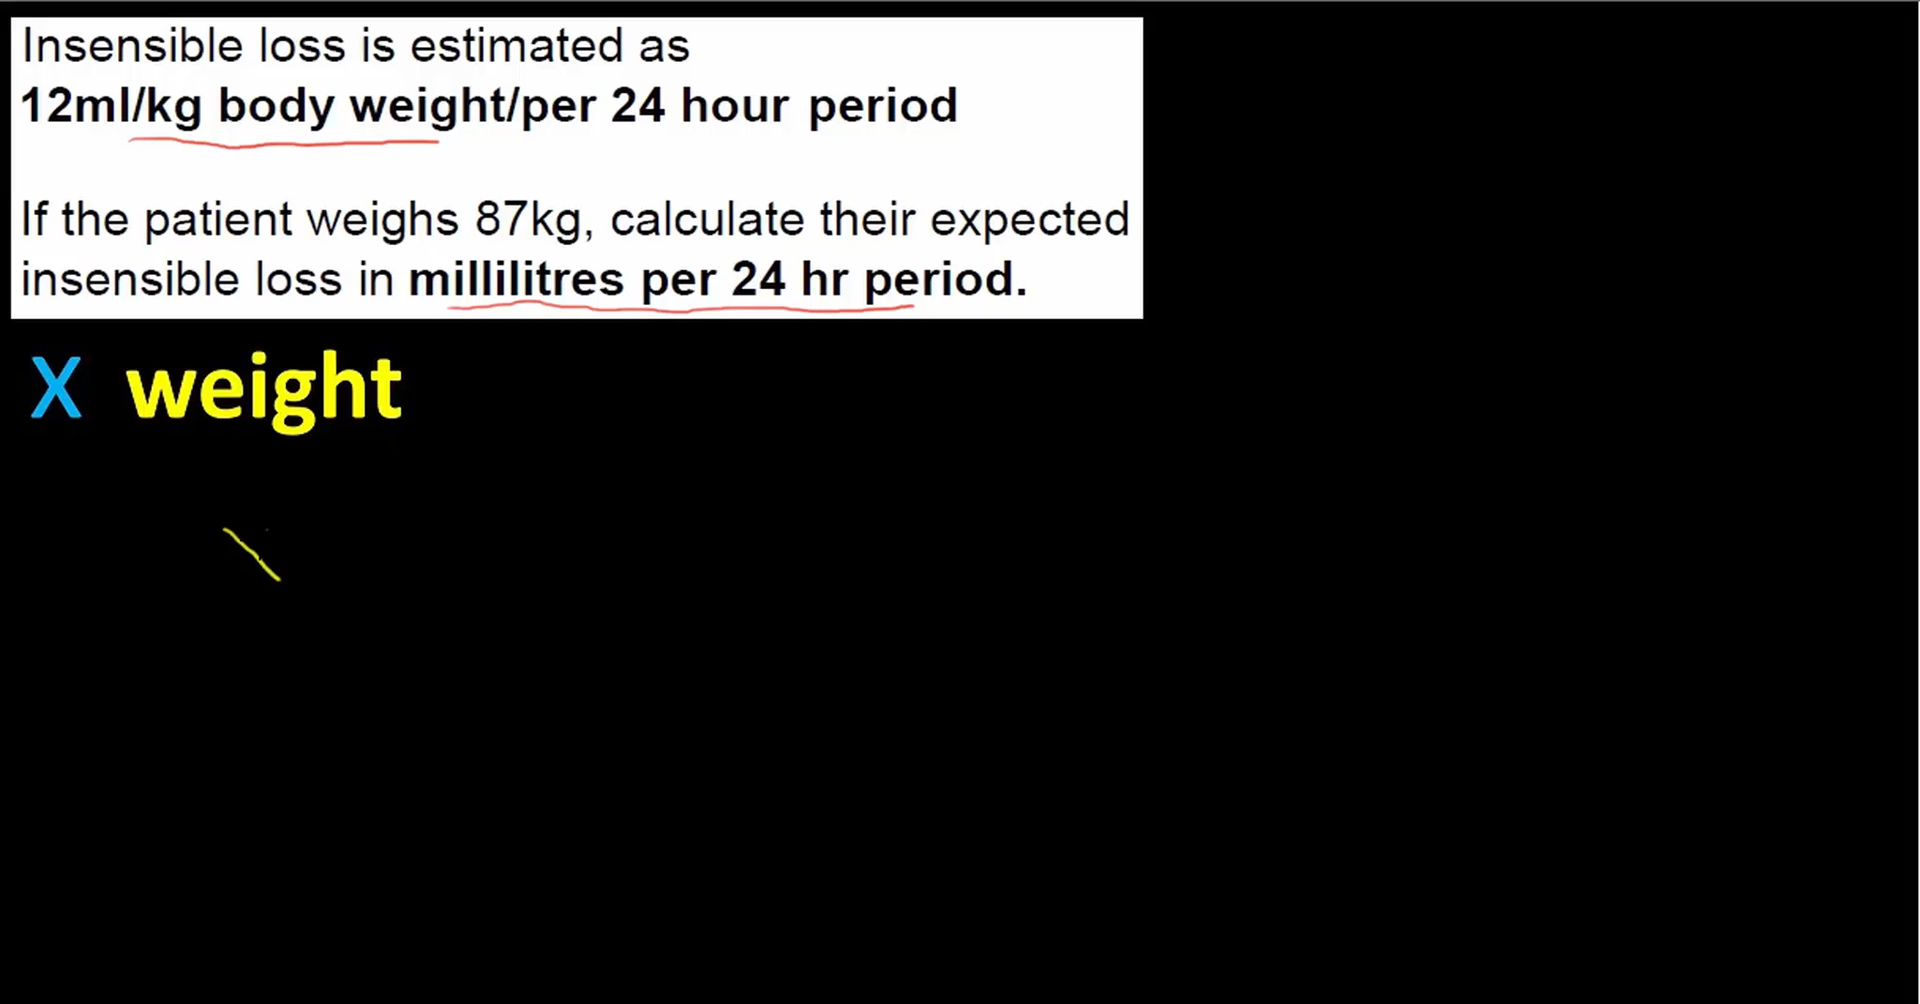 Insensible loss is estimated as
12ml/kg body weight/per 24 hour period
If the patient weighs 87kg, calculate their expected
insensible loss in millilitres per 24 hr period.
X weight